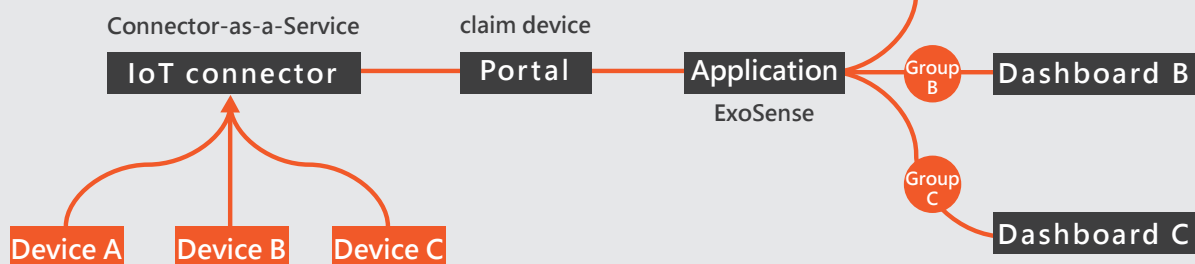 Connector-as-a-Service
claim device
IoT connector
Portal
Application
ExoSense
Group
B
Dashboard B
Group
C
Dashboard C
Device A
Device B
Device C